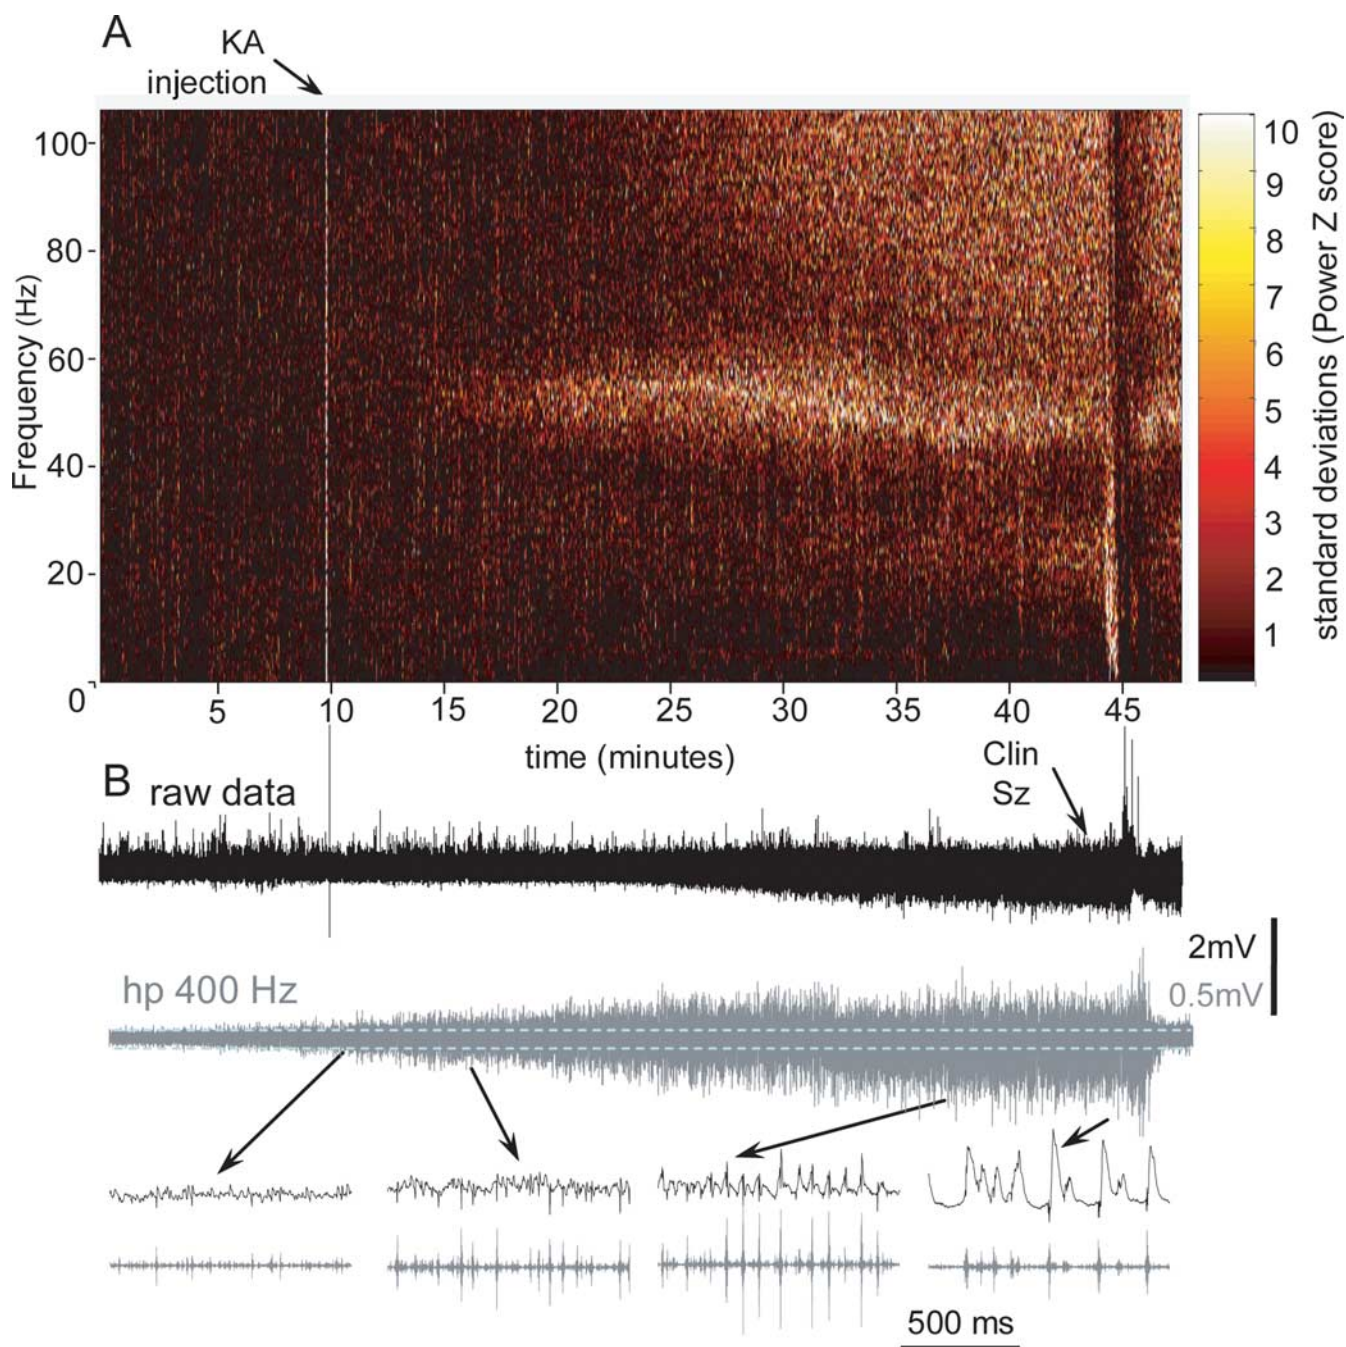 A
KA
injection
100
80
60
40
20
0
Frequency (Hz)
10
9
8
7
6
5
4
3
2
1
standard deviations (Power Z score)
5 10 15 20 25 30 35 40 45
time (minutes)
B
raw data
Clin
Sz
2mV
0.5mV
hp 400 Hz
500 ms